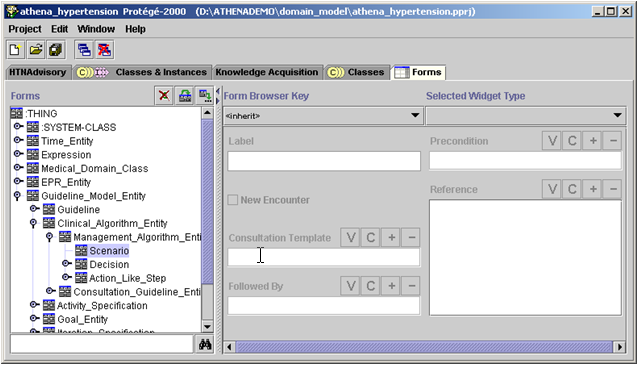 athena_hypertension Protégé-2000 (D:\ATHENADEMO\domain_model\athena_hypertension.pprj)
Project Edit Window Help
HTNAdvisory Classes & Instances Knowledge Acquisition Classes Forms
Forms
:THING
:SYSTEM-CLASS
Time_Entity
Expression
Medical_Domain_Class
EPR_Entity
Guideline_Model_Entity
Guideline
Clinical_Algorithm_Entity
Management_Algorithm_Enti
Scenario
Decision
Action_Like_Step
Consultation_Guideline_Enti
Activity_Specification
Goal_Entity
Iteration_Specification
Form Browser Key
Selected Widget Type
<inherit>
Label
Precondition V C + −
New Encounter
Reference V C + −
Consultation Template V C + −
Followed By V C + −